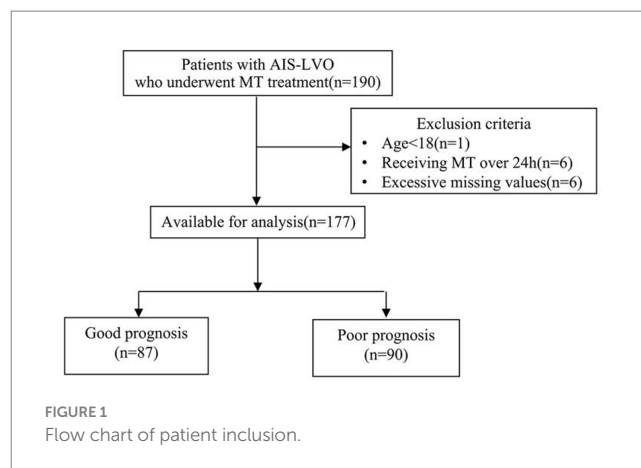 Patients with AIS-LVO
who underwent MT treatment(n=190)
Exclusion criteria
• Age<18(n=1)
• Receiving MT over 24h(n=6)
• Excessive missing values(n=6)
Available for analysis(n=177)
Good prognosis
(n=87)
Poor prognosis
(n=90)
FIGURE 1
Flow chart of patient inclusion.